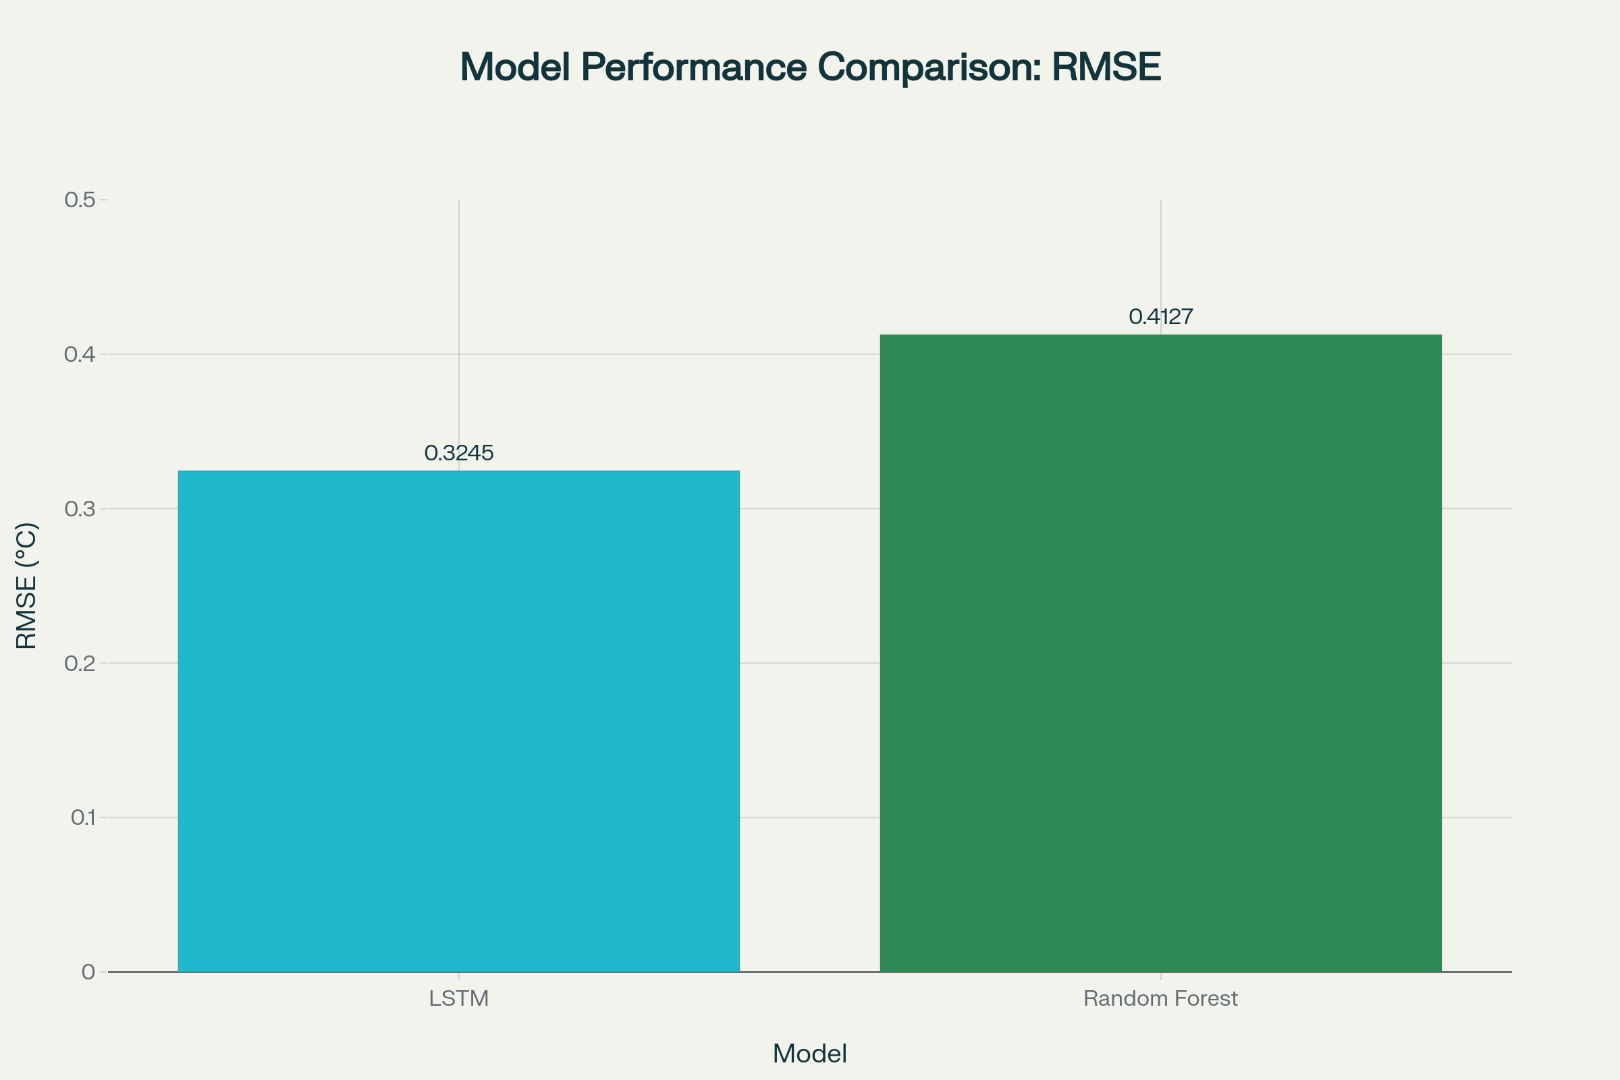 Model Performance Comparison: RMSE
0.5
0.4127
0.4
0.3245
0.3
RMSE (°C)
0.2
0.1
0
LSTM
Random Forest
Model